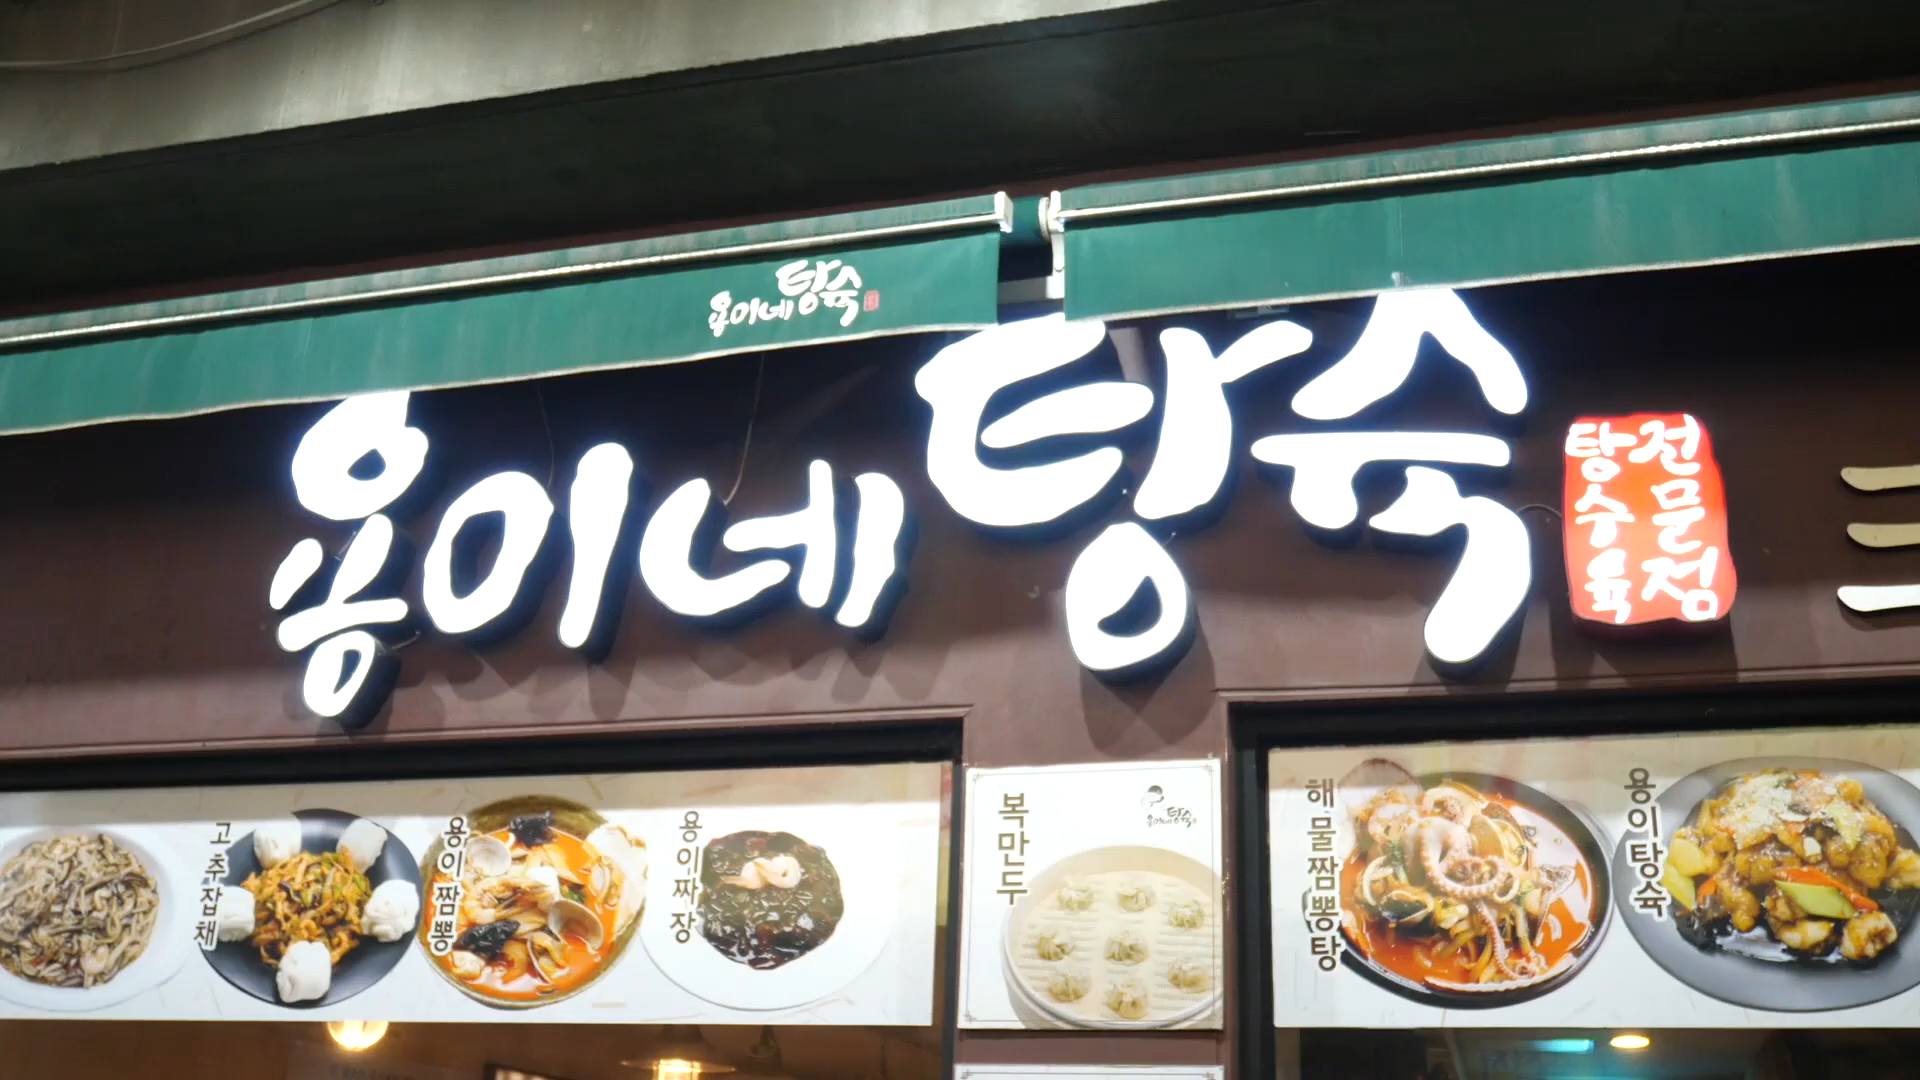 용이네탕슉
용이네탕슉
전문점
탕수육
고추잡채
용이짬뽕
용이짜장
복만두
용이네탕슉
해물짬뽕탕
용이탕슉